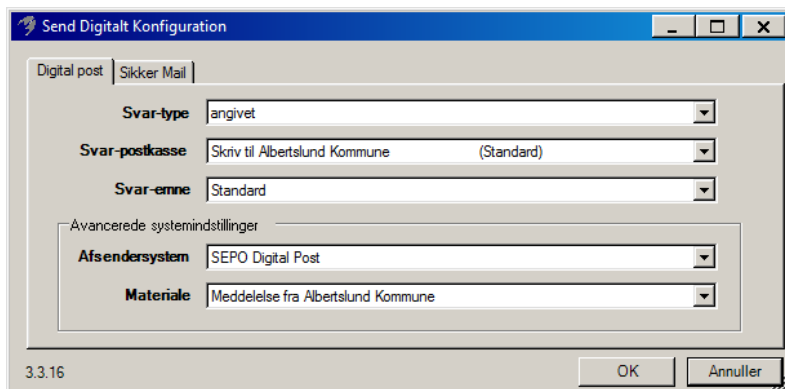 Send Digitalt Konfiguration
Digital post Sikker Mail
Svar-type angivet
Svar-postkasse Skriv til Albertslund Kommune (Standard)
Svar-emne Standard
Avancerede systemindstillinger
Afsendersystem SEPO Digital Post
Materiale Meddelelse fra Albertslund Kommune
3.3.16 OK Annuller